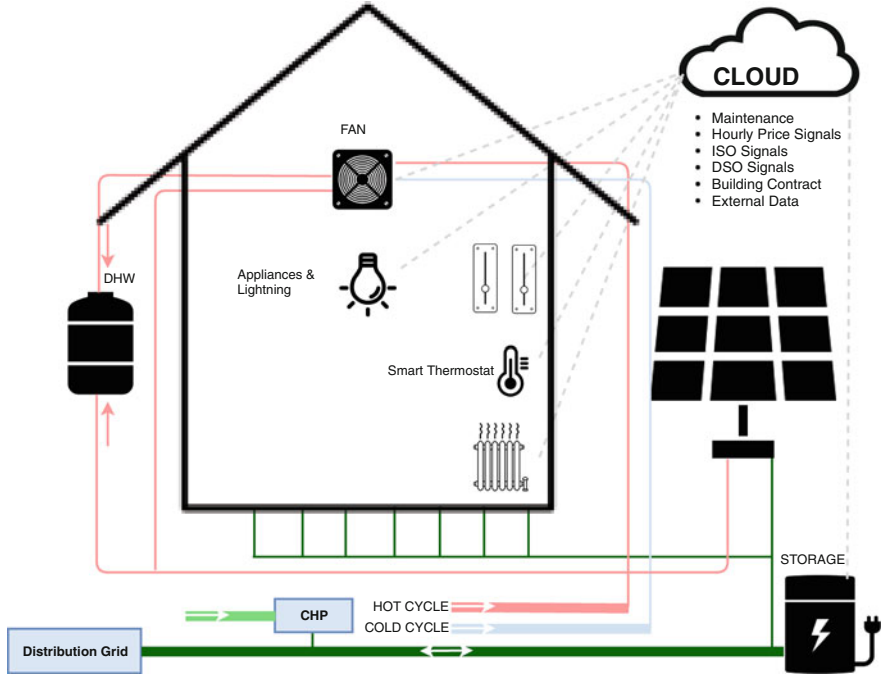 CLOUD
• Maintenance
• Hourly Price Signals
• ISO Signals
• DSO Signals
• Building Contract
• External Data
FAN
DHW
Appliances &
Lightning
Smart Thermostat
STORAGE
HOT CYCLE
CHP
COLD CYCLE
Distribution Grid